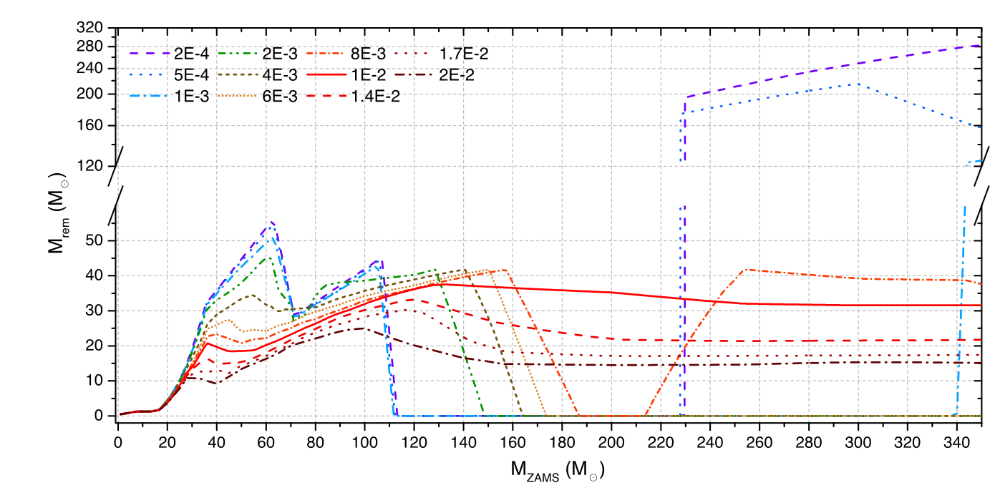 320
280
240
200
160
120
50
40
30
20
10
0
M_rem (M_☉)
2E-4 2E-3 8E-3 1.7E-2
5E-4 4E-3 1E-2 2E-2
1E-3 6E-3 1.4E-2
0 20 40 60 80 100 120 140 160 180 200 220 240 260 280 300 320 340
M_ZAMS (M_☉)